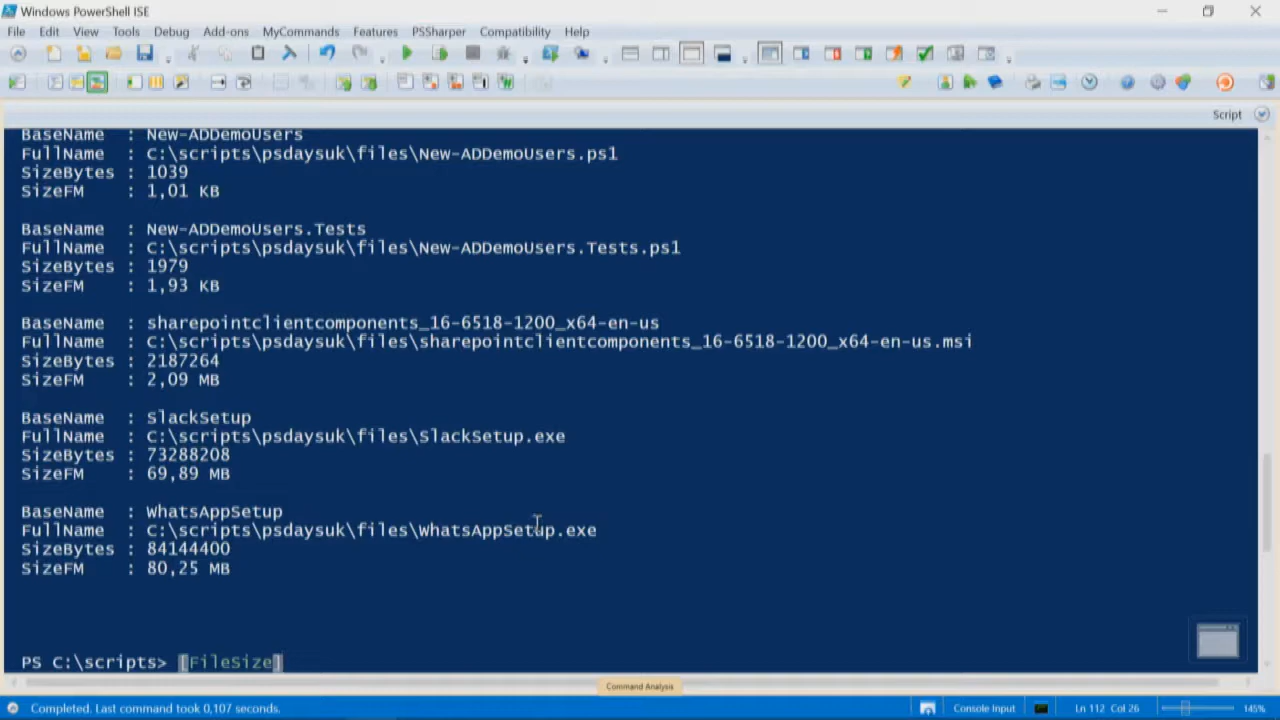 Windows PowerShell ISE
File Edit View Tools Debug Add-ons MyCommands Features PSSharper Compatibility Help
Script
BaseName : New-ADDemoUsers
FullName : C:\scripts\psdaysuk\files\New-ADDemoUsers.ps1
SizeBytes : 1039
SizeFM : 1,01 KB
BaseName : New-ADDemoUsers.Tests
FullName : C:\scripts\psdaysuk\files\New-ADDemoUsers.Tests.ps1
SizeBytes : 1979
SizeFM : 1,93 KB
BaseName : sharepointclientcomponents_16-6518-1200_x64-en-us
FullName : C:\scripts\psdaysuk\files\sharepointclientcomponents_16-6518-1200_x64-en-us.msi
SizeBytes : 2187264
SizeFM : 2,09 MB
BaseName : SlackSetup
FullName : C:\scripts\psdaysuk\files\SlackSetup.exe
SizeBytes : 73288208
SizeFM : 69,89 MB
BaseName : WhatsAppSetup
FullName : C:\scripts\psdaysuk\files\WhatsAppSetup.exe
SizeBytes : 84144400
SizeFM : 80,25 MB
PS C:\scripts> [FileSize]
Command Analysis
Completed. Last command took 0,107 seconds.
Console Input
Ln 112 Col 26
145%